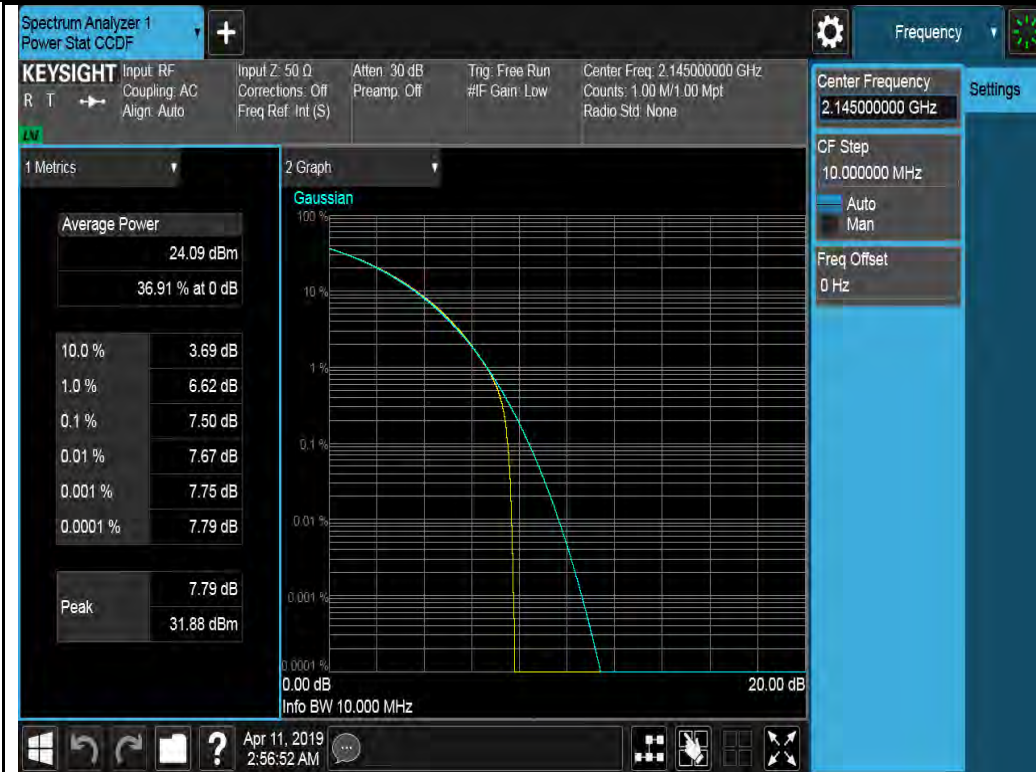 Spectrum Analyzer 1
Power Stat CCDF
+
Frequency
KEYSIGHT
R T
LNI
Input: RF
Coupling: AC
Align: Auto
Input Z: 50 Ω
Corrections: Off
Freq Ref: Int (S)
Atten: 30 dB
Preamp: Off
Trig: Free Run
#IF Gain: Low
Center Freq: 2.145000000 GHz
Counts: 1.00 M/1.00 Mpt
Radio Std: None
Center Frequency
2.145000000 GHz
Settings
CF Step
10.000000 MHz
Auto
Man
Freq Offset
0 Hz
1 Metrics
Average Power
24.09 dBm
36.91 % at 0 dB
10.0 % 3.69 dB
1.0 % 6.62 dB
0.1 % 7.50 dB
0.01 % 7.67 dB
0.001 % 7.75 dB
0.0001 % 7.79 dB
Peak
7.79 dB
31.88 dBm
2 Graph
Gaussian
100 %
10 %
1 %
0.1 %
0.01 %
0.001 %
0.0001 %
0.00 dB 20.00 dB
Info BW 10.000 MHz
?
Apr 11, 2019
2:56:52 AM